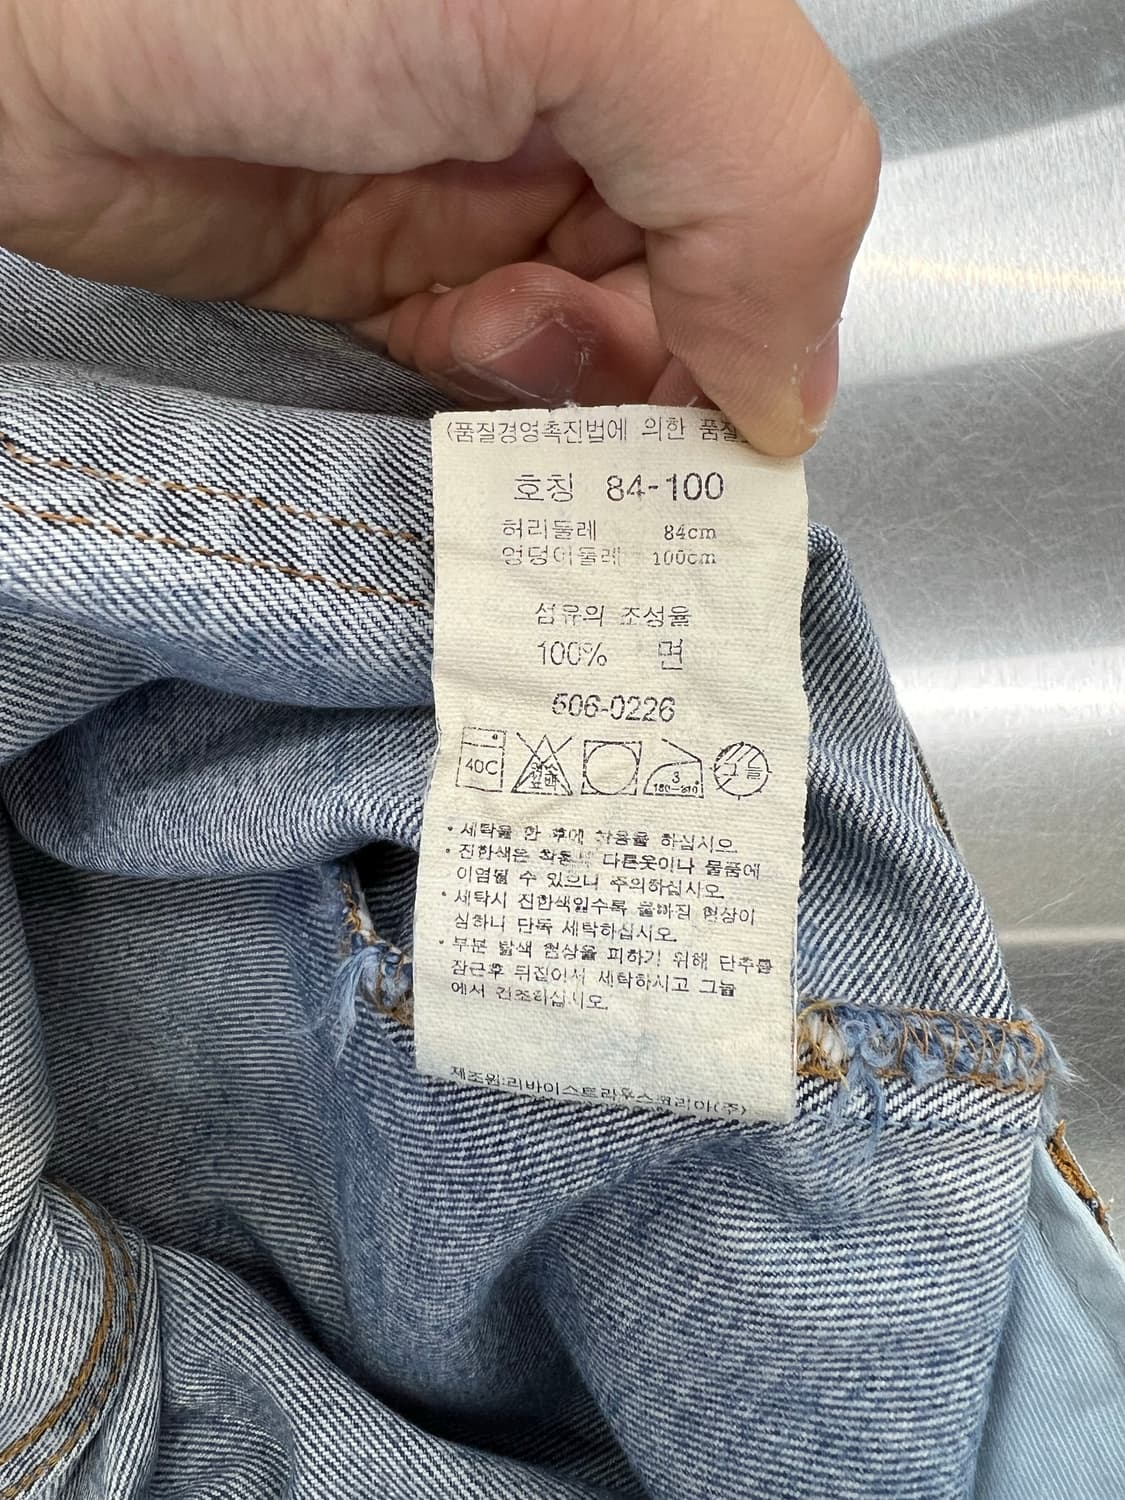 〈품질경영촉진법에 의한 품질
호칭 84-100
허리둘레 84cm
엉덩이둘레 100cm
섬유의 조성율
100% 면
506-0226
40C
3
그늘
• 세탁을 한 후에 착용을 하십시오
• 진한색은 다른옷이나 물품에
이염될 수 있으니 주의하십시오.
• 세탁시 진한색일수록 물빠짐 현상이
심하니 단독 세탁하십시오.
• 부분 탈색 현상을 피하기 위해 단추를
잠근후 뒤집어서 세탁하시고 그늘
에서 건조하십시오.
제조원:리바이스트라우스코리아(주)